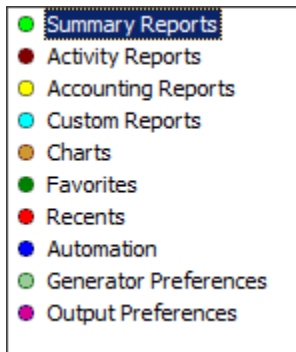 Summary Reports
Activity Reports
Accounting Reports
Custom Reports
Charts
Favorites
Recents
Automation
Generator Preferences
Output Preferences